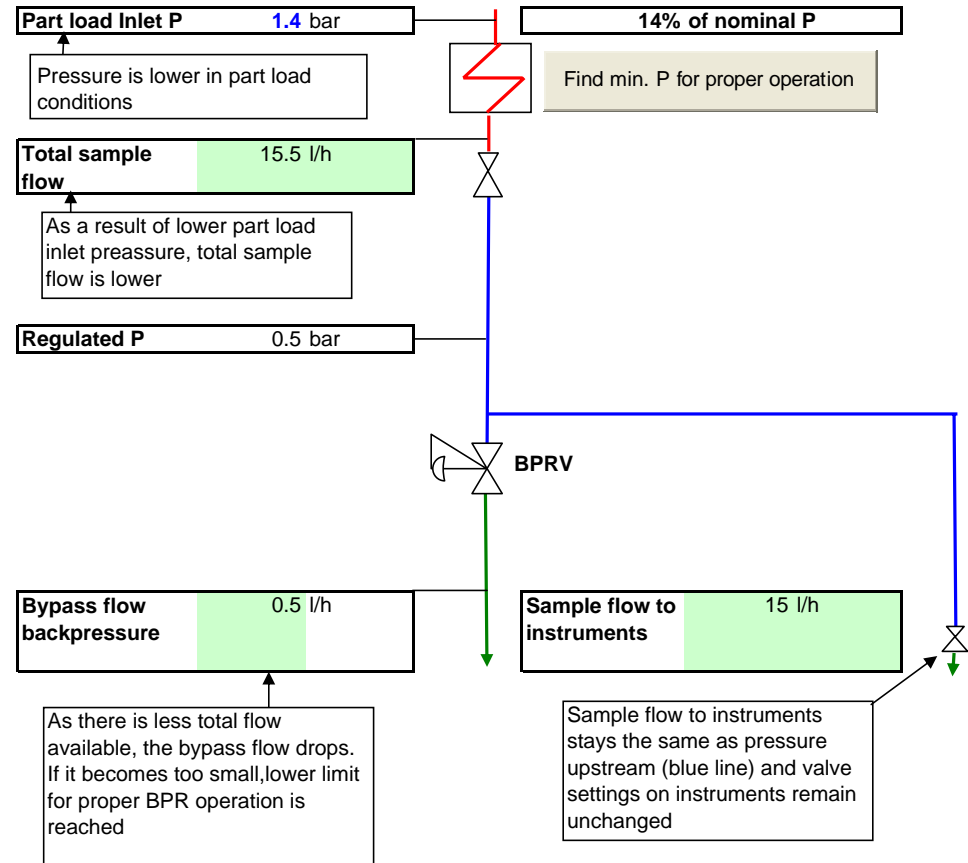 Part load Inlet P 1.4 bar
14% of nominal P
Pressure is lower in part load
conditions
Find min. P for proper operation
Total sample 15.5 l/h
flow
As a result of lower part load
inlet preassure, total sample
flow is lower
Regulated P 0.5 bar
BPRV
Bypass flow 0.5 l/h
backpressure
Sample flow to 15 l/h
instruments
As there is less total flow
available, the bypass flow drops.
If it becomes too small,lower limit
for proper BPR operation is
reached
Sample flow to instruments
stays the same as pressure
upstream (blue line) and valve
settings on instruments remain
unchanged